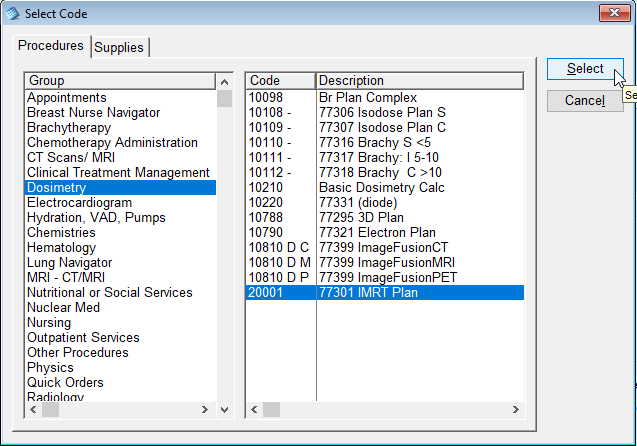 Select Code
Procedures
Supplies
Group
Appointments
Breast Nurse Navigator
Brachytherapy
Chemotherapy Administration
CT Scans/ MRI
Clinical Treatment Management
Dosimetry
Electrocardiogram
Hydration, VAD, Pumps
Chemistries
Hematology
Lung Navigator
MRI - CT/MRI
Nutritional or Social Services
Nuclear Med
Nursing
Outpatient Services
Other Procedures
Physics
Quick Orders
Radiology
Code Description
10098 Br Plan Complex
10108 - 77306 Isodose Plan S
10109 - 77307 Isodose Plan C
10110 - 77316 Brachy S <5
10111 - 77317 Brachy: I 5-10
10112 - 77318 Brachy C >10
10210 Basic Dosimetry Calc
10220 77331 (diode)
10788 77295 3D Plan
10790 77321 Electron Plan
10810 D C 77399 ImageFusionCT
10810 D M 77399 ImageFusionMRI
10810 D P 77399 ImageFusionPET
20001 77301 IMRT Plan
Select
Se
Cancel